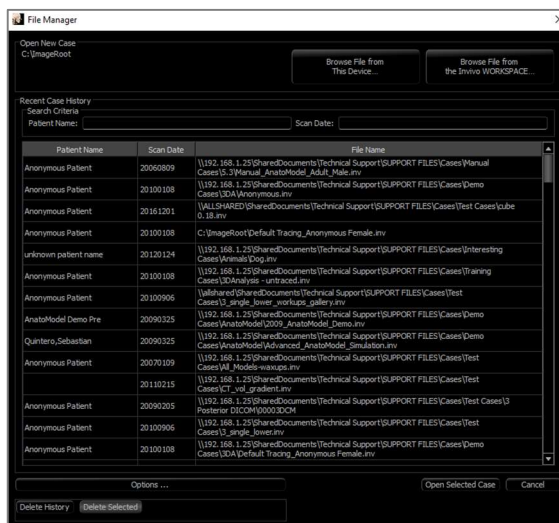 File Manager
Open New Case
C:\ImageRoot
Browse File from
This Device...
Browse File from
the Invivo WORKSPACE...
Recent Case History
Search Criteria
Patient Name:
Scan Date:
Patient Name Scan Date File Name
Anonymous Patient 20060809 \\192.168.1.25\SharedDocuments\Technical Support\SUPPORT FILES\Cases\Manual
Cases\5.3\Manual_AnatoModel_Adult_Male.inv
Anonymous Patient 20100108 \\192.168.1.25\SharedDocuments\Technical Support\SUPPORT FILES\Cases\Demo
Cases\3DA\Anonymous.inv
Anonymous Patient 20161201 \\ALLSHARED\SharedDocuments\Technical Support\SUPPORT FILES\Cases\Test Cases\cube
0.18.inv
Anonymous Patient 20100108 C:\ImageRoot\Default Tracing_Anonymous Female.inv
unknown patient name 20120124 \\192.168.1.25\SharedDocuments\Technical Support\SUPPORT FILES\Cases\Interesting
Cases\Animals\Dog.inv
Anonymous Patient 20100108 \\192.168.1.25\SharedDocuments\Technical Support\SUPPORT FILES\Cases\Training
Cases\3DAnalysis - untraced.inv
Anonymous Patient 20100906 \\allshared\SharedDocuments\Technical Support\SUPPORT FILES\Cases\Test
Cases\3_single_lower_workups_gallery.inv
AnatoModel Demo Pre 20090325 \\192.168.1.25\SharedDocuments\Technical Support\SUPPORT FILES\Cases\Demo
Cases\AnatoModel\2009_AnatoModel_Demo.inv
Quintero,Sebastian 20090325 \\192.168.1.25\SharedDocuments\Technical Support\SUPPORT FILES\Cases\Demo
Cases\AnatoModel\Advanced_AnatoModel_Simulation.inv
Anonymous Patient 20070109 \\192.168.1.25\SharedDocuments\Technical Support\SUPPORT FILES\Cases\Test
Cases\All_Models-waxups.inv
20110215 \\192.168.1.25\SharedDocuments\Technical Support\SUPPORT FILES\Cases\Test
Cases\CT_vol_gradient.inv
Anonymous Patient 20090205 \\192.168.1.25\SharedDocuments\Technical Support\SUPPORT FILES\Cases\Test Cases\3
Posterior DICOM\00003DCM
Anonymous Patient 20100906 \\192.168.1.25\SharedDocuments\Technical Support\SUPPORT FILES\Cases\Test
Cases\3_single_lower.inv
Anonymous Patient 20100108 \\192.168.1.25\SharedDocuments\Technical Support\SUPPORT FILES\Cases\Demo
Cases\3DA\Default Tracing_Anonymous Female.inv
Options ...
Open Selected Case
Cancel
Delete History
Delete Selected